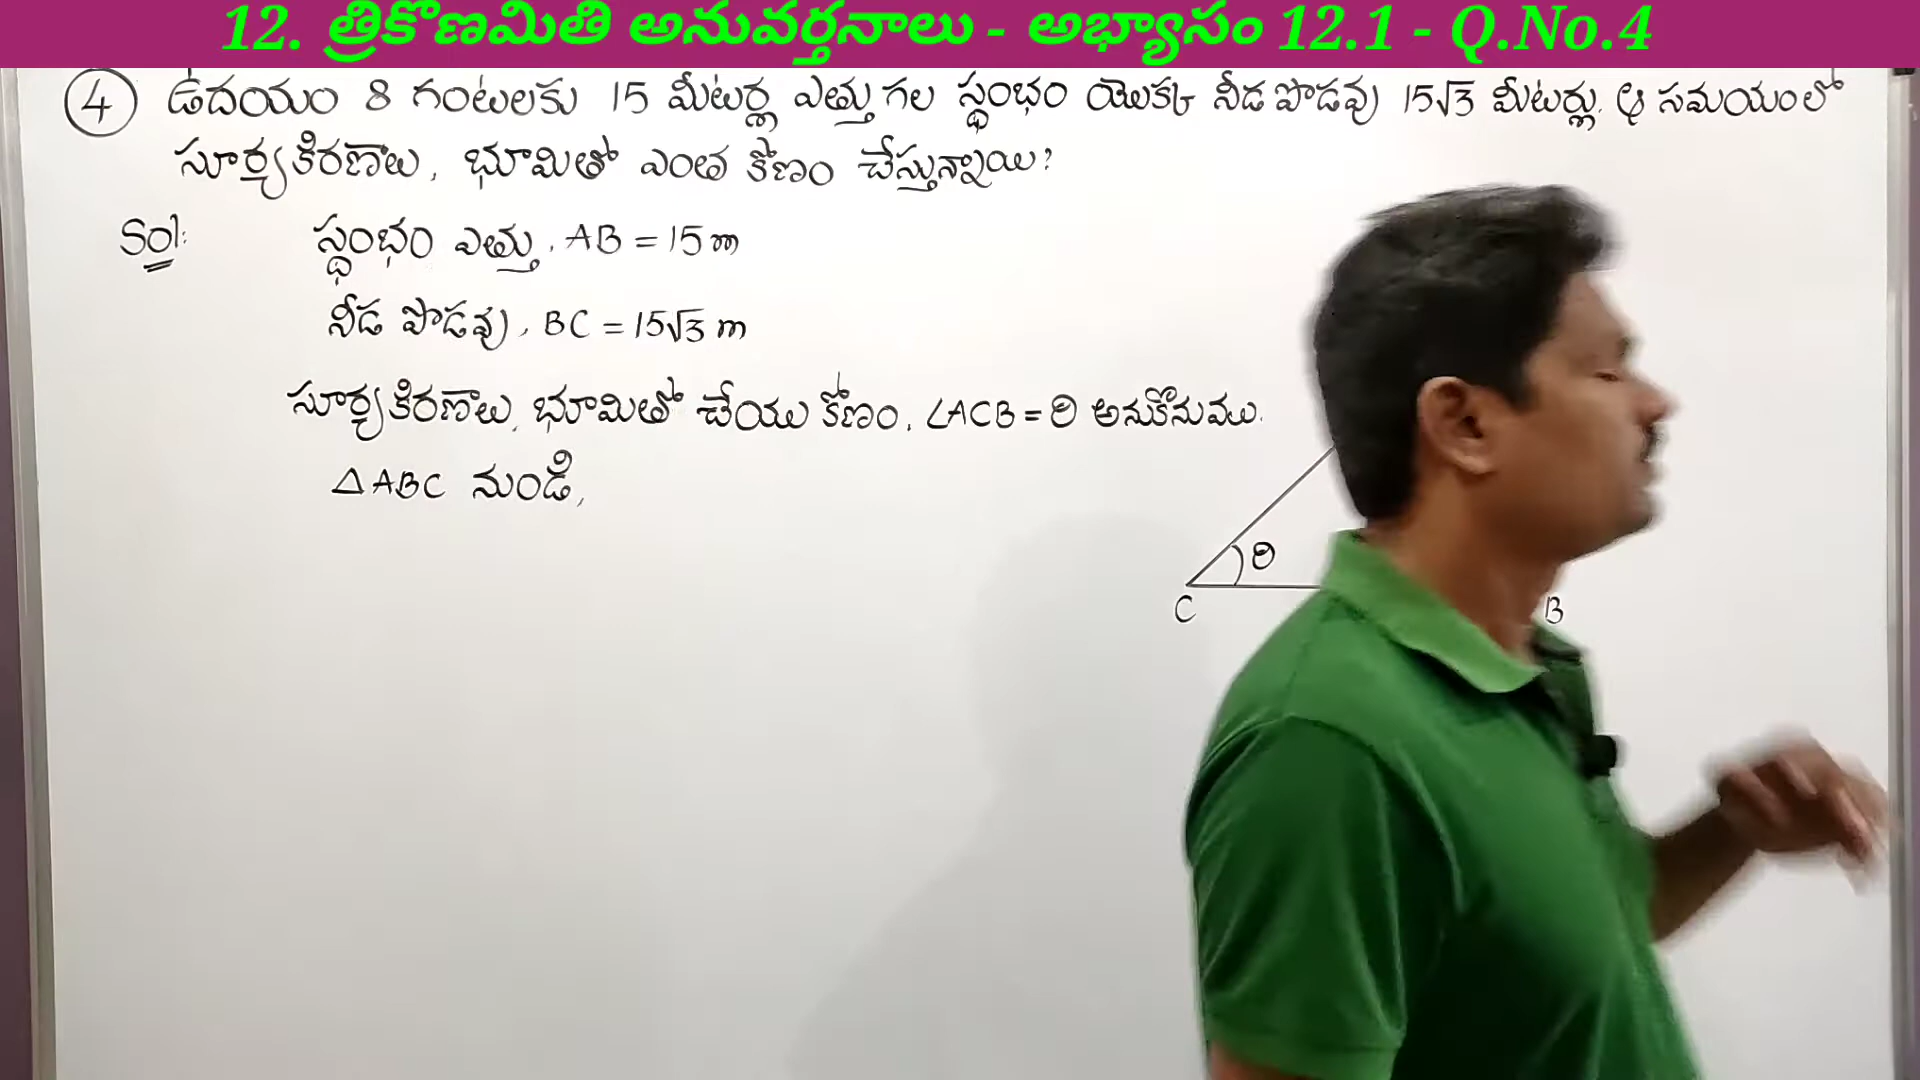 12. త్రికోణమితి అనువర్తనాలు - అభ్యాసం 12.1 - Q.No.4
4 ఉదయం 8 గంటలకు 15 మీటర్ల ఎత్తు గల స్థంభం యొక్క నీడ పొడవు 15√3 మీటర్లు. ఆ సమయంలో
సూర్యకిరణాలు, భూమితో ఎంత కోణం చేస్తున్నాయి?
Sol: స్థంభం ఎత్తు, AB = 15 m
నీడ పొడవు, BC = 15√3 m
సూర్యకిరణాలు, భూమితో చేయు కోణం, ∠ACB = θ అనుకొనుము.
△ABC నుండి,
θ
C B